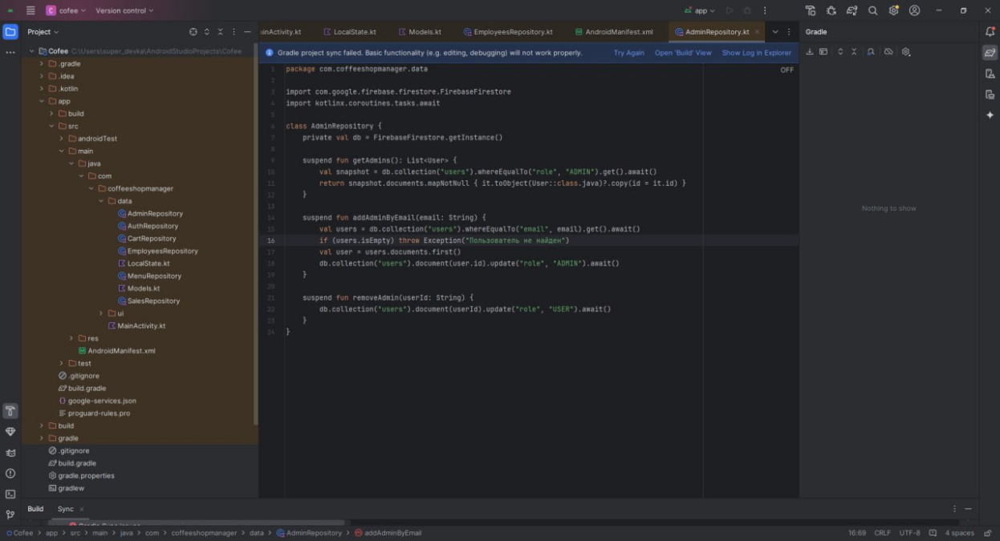 C cofee Version control app
Project
inActivity.kt LocalState.kt Models.kt EmployeesRepository.kt AndroidManifest.xml AdminRepository.kt
Gradle
Cofee C:\Users\super_devka\AndroidStudioProjects\Cofee
.gradle
.idea
.kotlin
app
build
src
androidTest
main
java
com
coffeeshopmanager
data
AdminRepository
AuthRepository
CartRepository
EmployeesRepository
LocalState.kt
MenuRepository
Models.kt
SalesRepository
ui
MainActivity.kt
res
AndroidManifest.xml
test
.gitignore
build.gradle
google-services.json
proguard-rules.pro
build
gradle
.gitignore
build.gradle
gradle.properties
gradlew
Gradle project sync failed. Basic functionality (e.g. editing, debugging) will not work properly. Try Again Open 'Build' View Show Log in Explorer
OFF
1 package com.coffeeshopmanager.data
2
3 import com.google.firebase.firestore.FirebaseFirestore
4 import kotlinx.coroutines.tasks.await
5
6 class AdminRepository {
7 private val db = FirebaseFirestore.getInstance()
8
9 suspend fun getAdmins(): List<User> {
10 val snapshot = db.collection("users").whereEqualTo("role", "ADMIN").get().await()
11 return snapshot.documents.mapNotNull { it.toObject(User::class.java)?.copy(id = it.id) }
12 }
13
14 suspend fun addAdminByEmail(email: String) {
15 val users = db.collection("users").whereEqualTo("email", email).get().await()
16 if (users.isEmpty) throw Exception("Пользователь не найден")
17 val user = users.documents.first()
18 db.collection("users").document(user.id).update("role", "ADMIN").await()
19 }
20
21 suspend fun removeAdmin(userId: String) {
22 db.collection("users").document(userId).update("role", "USER").await()
23 }
24 }
Nothing to show
Build Sync
Cofee > app > src > main > java > com > coffeeshopmanager > data > AdminRepository > addAdminByEmail
16:69 CRLF UTF-8 4 spaces